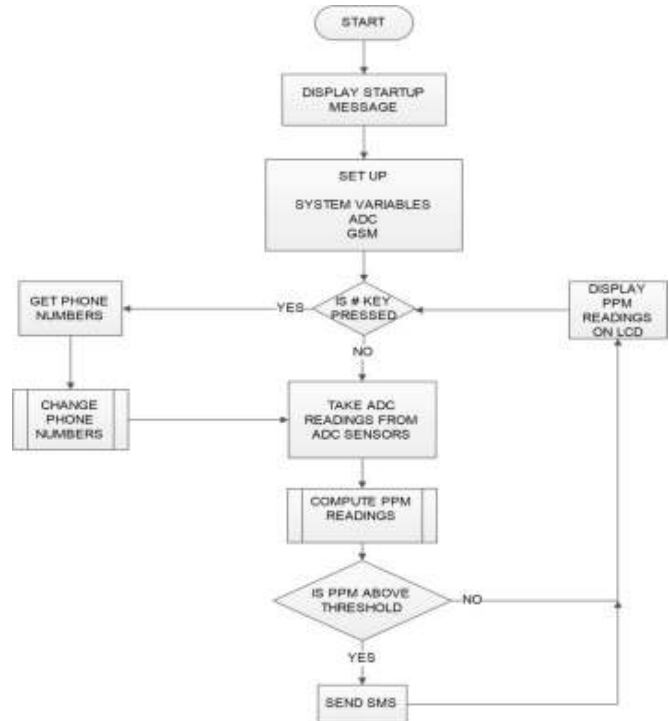 START
DISPLAY STARTUP
MESSAGE
SET UP
SYSTEM VARIABLES
ADC
GSM
IS # KEY
PRESSED
YES
NO
GET PHONE
NUMBERS
CHANGE
PHONE
NUMBERS
DISPLAY
PPM
READINGS
ON LCD
TAKE ADC
READINGS FROM
ADC SENSORS
COMPUTE PPM
READINGS
IS PPM ABOVE
THRESHOLD
NO
YES
SEND SMS